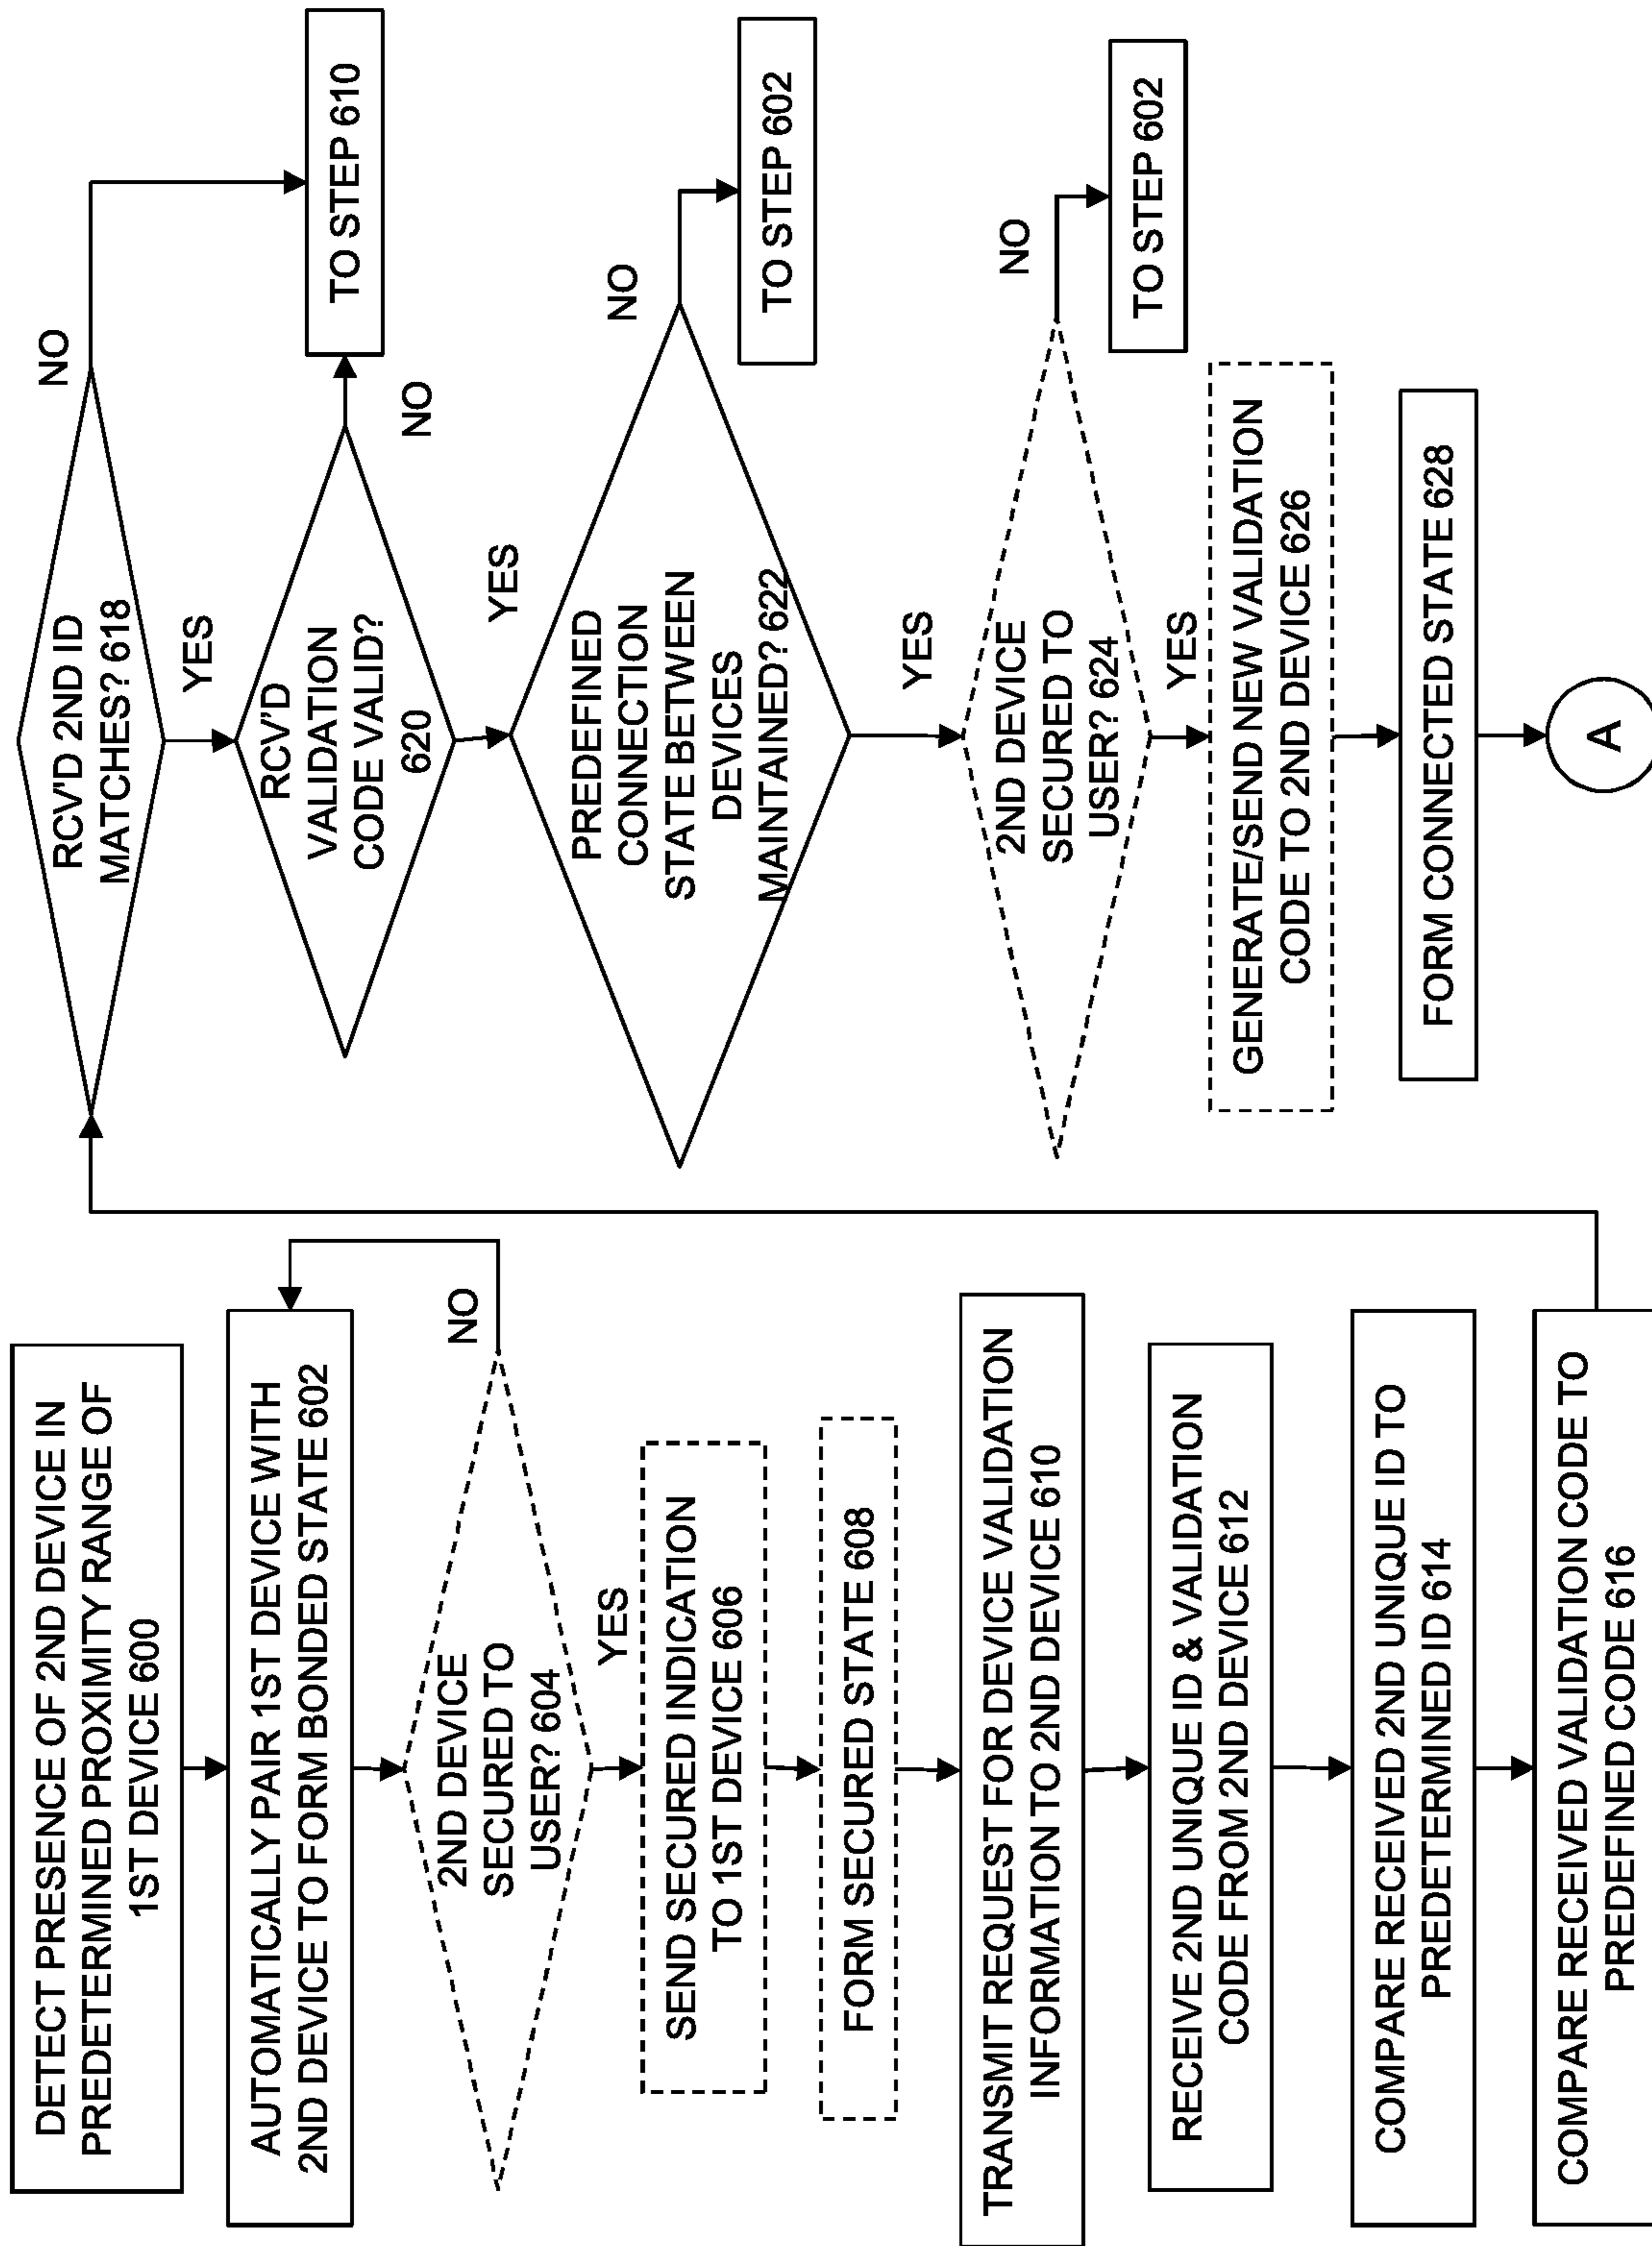 DETECT PRESENCE OF 2ND DEVICE IN
PREDETERMINED PROXIMITY RANGE OF
1ST DEVICE 600
AUTOMATICALLY PAIR 1ST DEVICE WITH
2ND DEVICE TO FORM BONDED STATE 602
2ND DEVICE
SECURED TO
USER? 604
NO
YES
SEND SECURED INDICATION
TO 1ST DEVICE 606
FORM SECURED STATE 608
TRANSMIT REQUEST FOR DEVICE VALIDATION
INFORMATION TO 2ND DEVICE 610
RECEIVE 2ND UNIQUE ID & VALIDATION
CODE FROM 2ND DEVICE 612
COMPARE RECEIVED 2ND UNIQUE ID TO
PREDETERMINED ID 614
COMPARE RECEIVED VALIDATION CODE TO
PREDEFINED CODE 616
RCV'D 2ND ID
MATCHES? 618
NO
YES
TO STEP 610
RCV'D
VALIDATION
CODE VALID?
620
NO
YES
PREDEFINED
CONNECTION
STATE BETWEEN
DEVICES
MAINTAINED? 622
NO
TO STEP 602
YES
2ND DEVICE
SECURED TO
USER? 624
NO
TO STEP 602
YES
GENERATE/SEND NEW VALIDATION
CODE TO 2ND DEVICE 626
FORM CONNECTED STATE 628
A